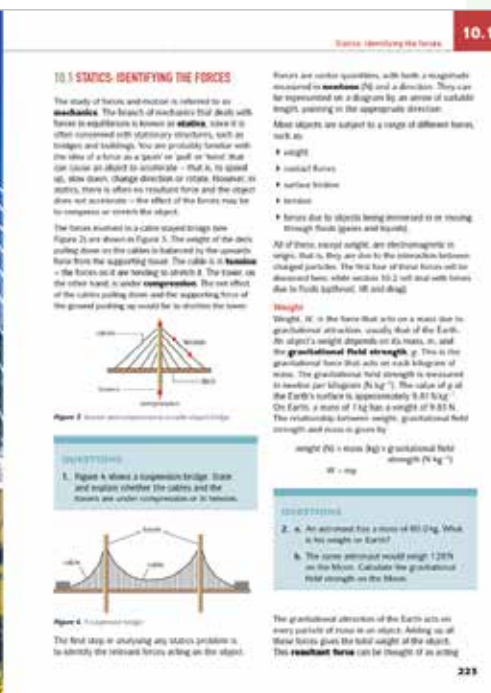 Statics: Identifying the forces
10.1
10.1 STATICS: IDENTIFYING THE FORCES
The study of forces and motion is referred to as
mechanics. The branch of mechanics that deals with
forces in equilibrium is known as statics, since it is
often concerned with stationary structures, such as
bridges and buildings. You are probably familiar with
the idea of a force as a 'push' or 'pull' or 'twist' that
can cause an object to accelerate – that is, to speed
up, slow down, change direction or rotate. However, in
statics, there is often no resultant force and the object
does not accelerate – the effect of the forces may be
to compress or stretch the object.
The forces involved in a cable-stayed bridge (see
Figure 2) are shown in Figure 3. The weight of the deck
pulling down on the cables is balanced by the upwards
force from the supporting tower. The cable is in tension
– the forces on it are tending to stretch it. The tower, on
the other hand, is under compression. The net effect
of the cables pulling down and the supporting force of
the ground pushing up would be to shorten the tower.
cables
tension
deck
tower
compression
Figure 3 Tension and compression in a cable-stayed bridge
QUESTIONS
1. Figure 4 shows a suspension bridge. State
and explain whether the cables and the
towers are under compression or in tension.
towers
cable
cable
Figure 4 A suspension bridge
The first step in analysing any statics problem is
to identify the relevant forces acting on the object.
Forces are vector quantities, with both a magnitude
measured in newtons (N) and a direction. They can
be represented on a diagram by an arrow of suitable
length, pointing in the appropriate direction.
Most objects are subject to a range of different forces,
such as:
weight
contact forces
surface friction
tension
forces due to objects being immersed in or moving
through fluids (gases and liquids).
All of these, except weight, are electromagnetic in
origin, that is, they are due to the interaction between
charged particles. The first four of these forces will be
discussed here, while section 10.2 will deal with forces
due to fluids (upthrust, lift and drag).
Weight
Weight, W, is the force that acts on a mass due to
gravitational attraction, usually that of the Earth.
An object's weight depends on its mass, m, and
the gravitational field strength, g. This is the
gravitational force that acts on each kilogram of
mass. The gravitational field strength is measured
in newton per kilogram (N kg⁻¹). The value of g at
the Earth's surface is approximately 9.81 N kg⁻¹.
On Earth, a mass of 1 kg has a weight of 9.81 N.
The relationship between weight, gravitational field
strength and mass is given by
weight (N) = mass (kg) × gravitational field
strength (N kg⁻¹)
W = mg
QUESTIONS
2. a. An astronaut has a mass of 80.0 kg. What
is his weight on Earth?
b. The same astronaut would weigh 128 N
on the Moon. Calculate the gravitational
field strength on the Moon.
The gravitational attraction of the Earth acts on
every particle of mass in an object. Adding up all
these forces gives the total weight of the object.
This resultant force can be thought of as acting
223